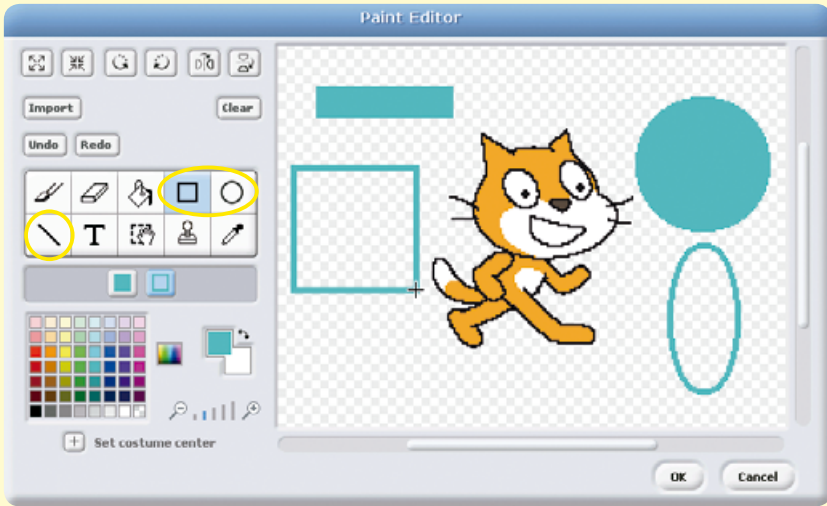 Paint Editor
Import
Clear
Undo
Redo
T
Set costume center
OK
Cancel